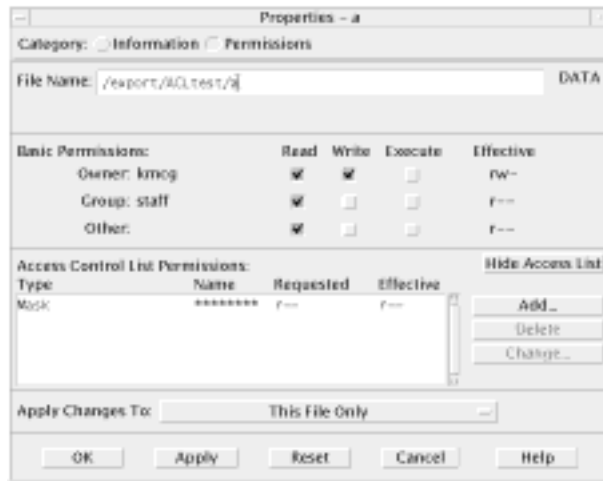 Properties - a
Category: Information Permissions
File Name: /export/ACLtest/a DATA
Basic Permissions: Read Write Execute Effective
Owner: kmcg rw-
Group: staff r--
Other: r--
Access Control List Permissions: Hide Access List
Type Name Requested Effective
Mask ******** r-- r--
Add...
Delete
Change...
Apply Changes To: This File Only
OK Apply Reset Cancel Help